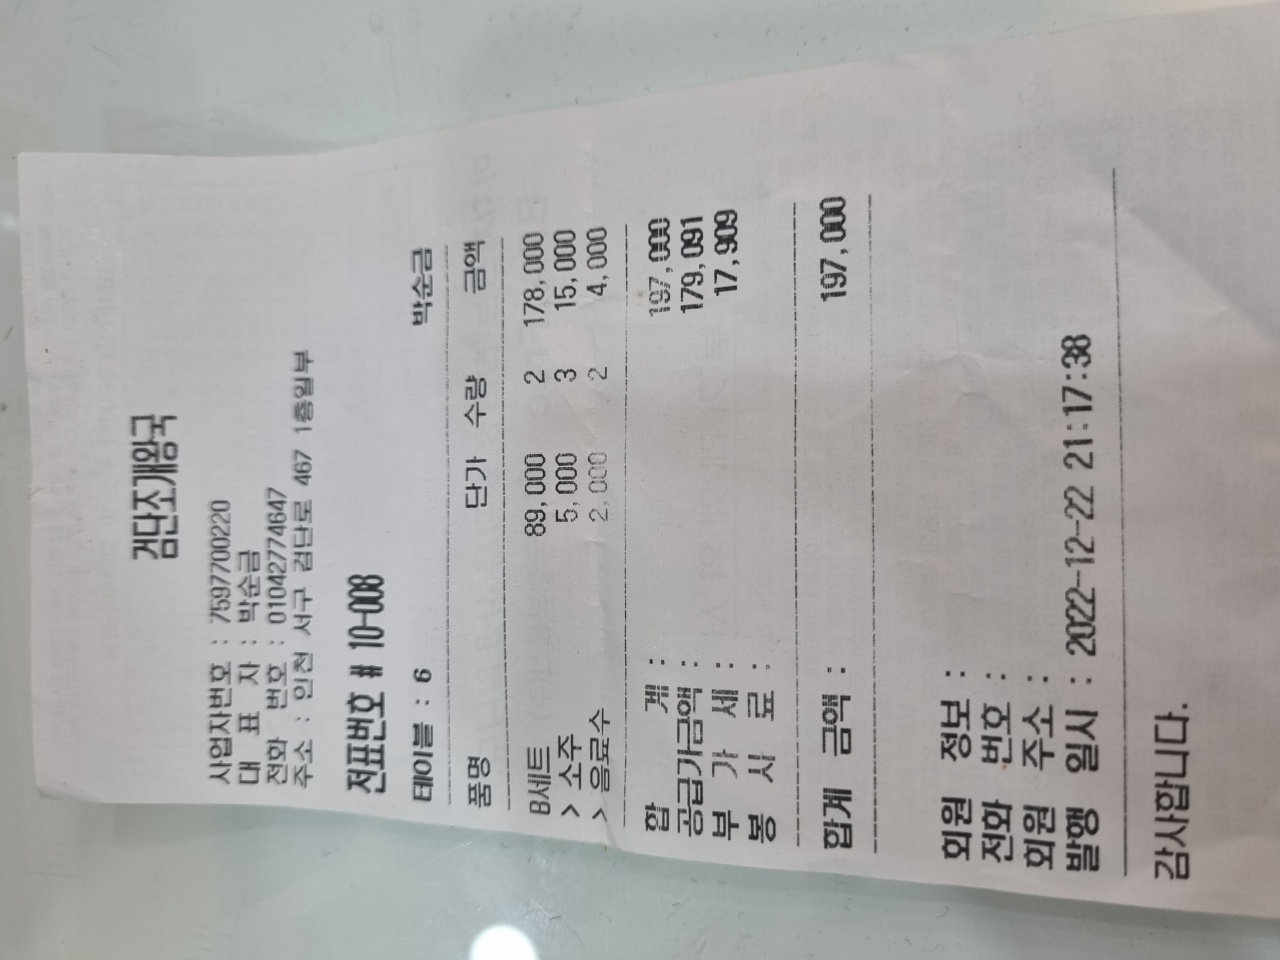 검단조개왕국
사업자번호 : 7597700220
대 표 자 : 박순금
전화 번호 : 01042774647
주소 : 인천 서구 검단로 467 1층일부
전표번호 # 10-008
테이블 : 6 박순금
품명 단가 수량 금액
B세트 89,000 2 178,000
> 소주 5,000 3 15,000
> 음료수 2,000 2 4,000
합 계 : 197,000
공급가금액 : 179,091
부 가 세 : 17,909
봉 사 료 :
합계 금액 : 197,000
회원 정보 :
전화 번호 :
회원 주소 :
발행 일시 : 2022-12-22 21:17:38
감사합니다.